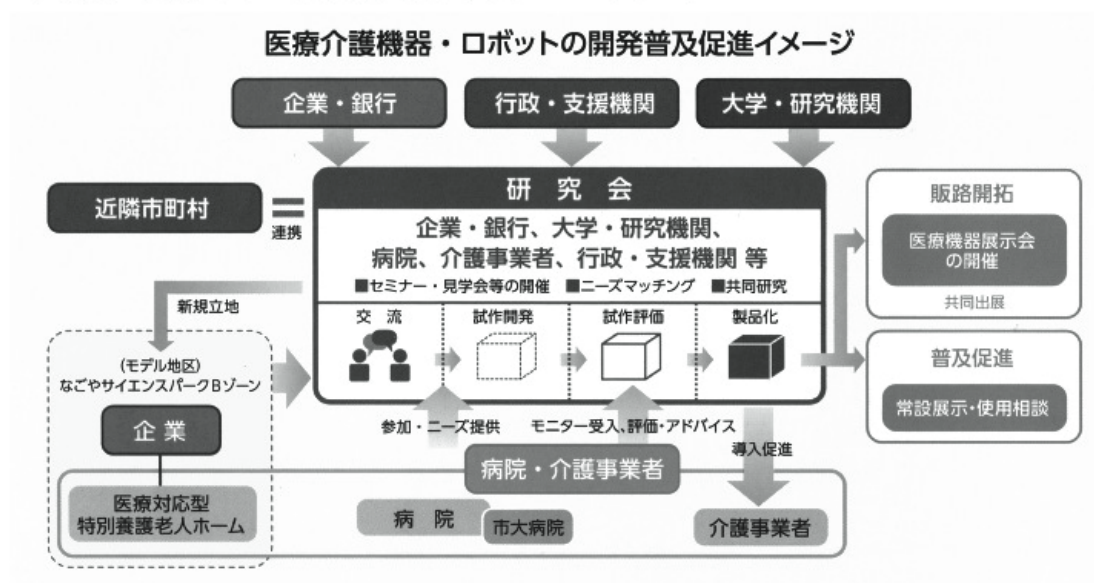 医療介護機器・ロボットの開発普及促進イメージ
企業・銀行
行政・支援機関
大学・研究機関
近隣市町村
連携
研究会
企業・銀行、大学・研究機関、
病院、介護事業者、行政・支援機関 等
■セミナー・見学会等の開催 ■ニーズマッチング ■共同研究
交 流
試作開発
試作評価
製品化
販路開拓
医療機器展示会
の開催
共同出展
普及促進
常設展示・使用相談
新規立地
(モデル地区)
なごやサイエンスパークBゾーン
企 業
医療対応型
特別養護老人ホーム
参加・ニーズ提供
モニター受入、評価・アドバイス
導入促進
病院・介護事業者
病 院
市大病院
介護事業者